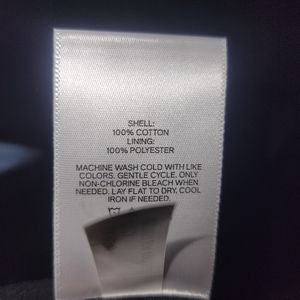 SHELL:
100% COTTON
LINING:
100% POLYESTER
MACHINE WASH COLD WITH LIKE
COLORS. GENTLE CYCLE. ONLY
NON-CHLORINE BLEACH WHEN
NEEDED. LAY FLAT TO DRY, COOL
IRON IF NEEDED.